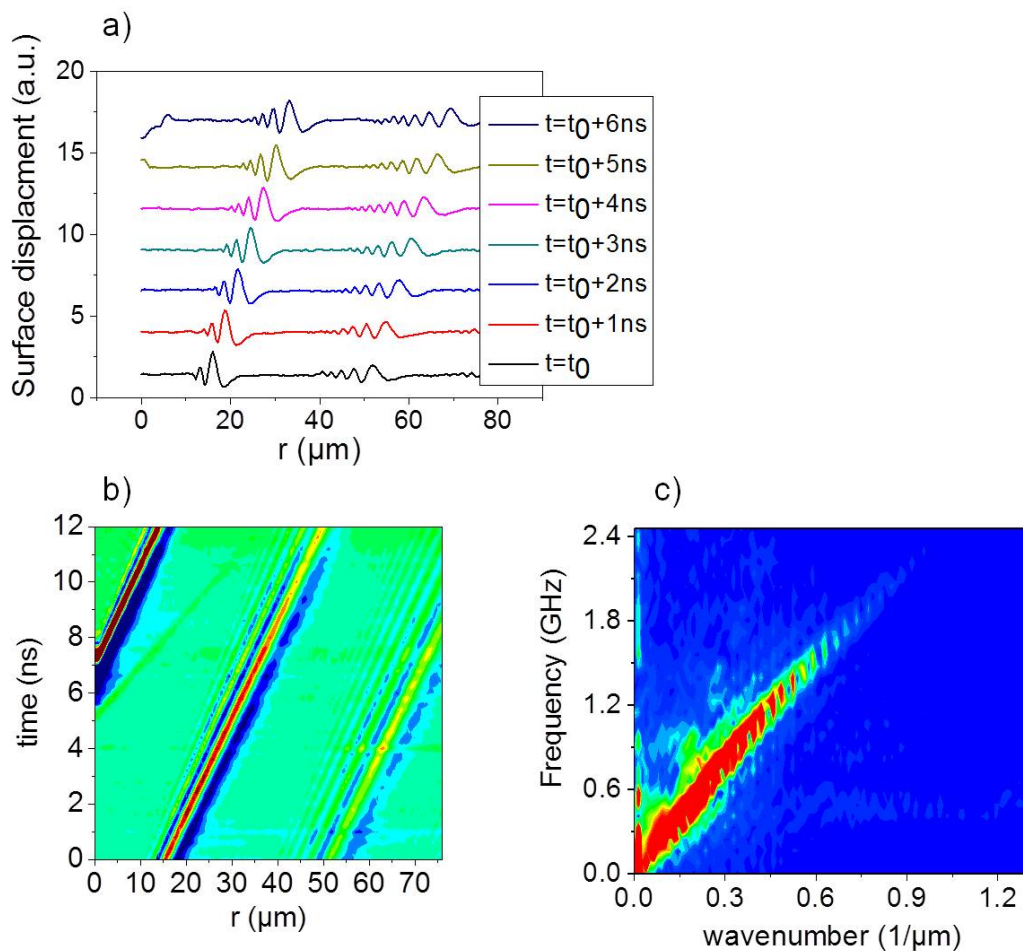 a)
Surface displacment (a.u.)
20
15
10
5
0
t=t0+6ns
t=t0+5ns
t=t0+4ns
t=t0+3ns
t=t0+2ns
t=t0+1ns
t=t0
0 20 40 60 80
r (µm)
b)
time (ns)
12
10
8
6
4
2
0
0 10 20 30 40 50 60 70
r (µm)
c)
Frequency (GHz)
2.4
1.8
1.2
0.6
0.0
0.0 0.3 0.6 0.9 1.2
wavenumber (1/µm)